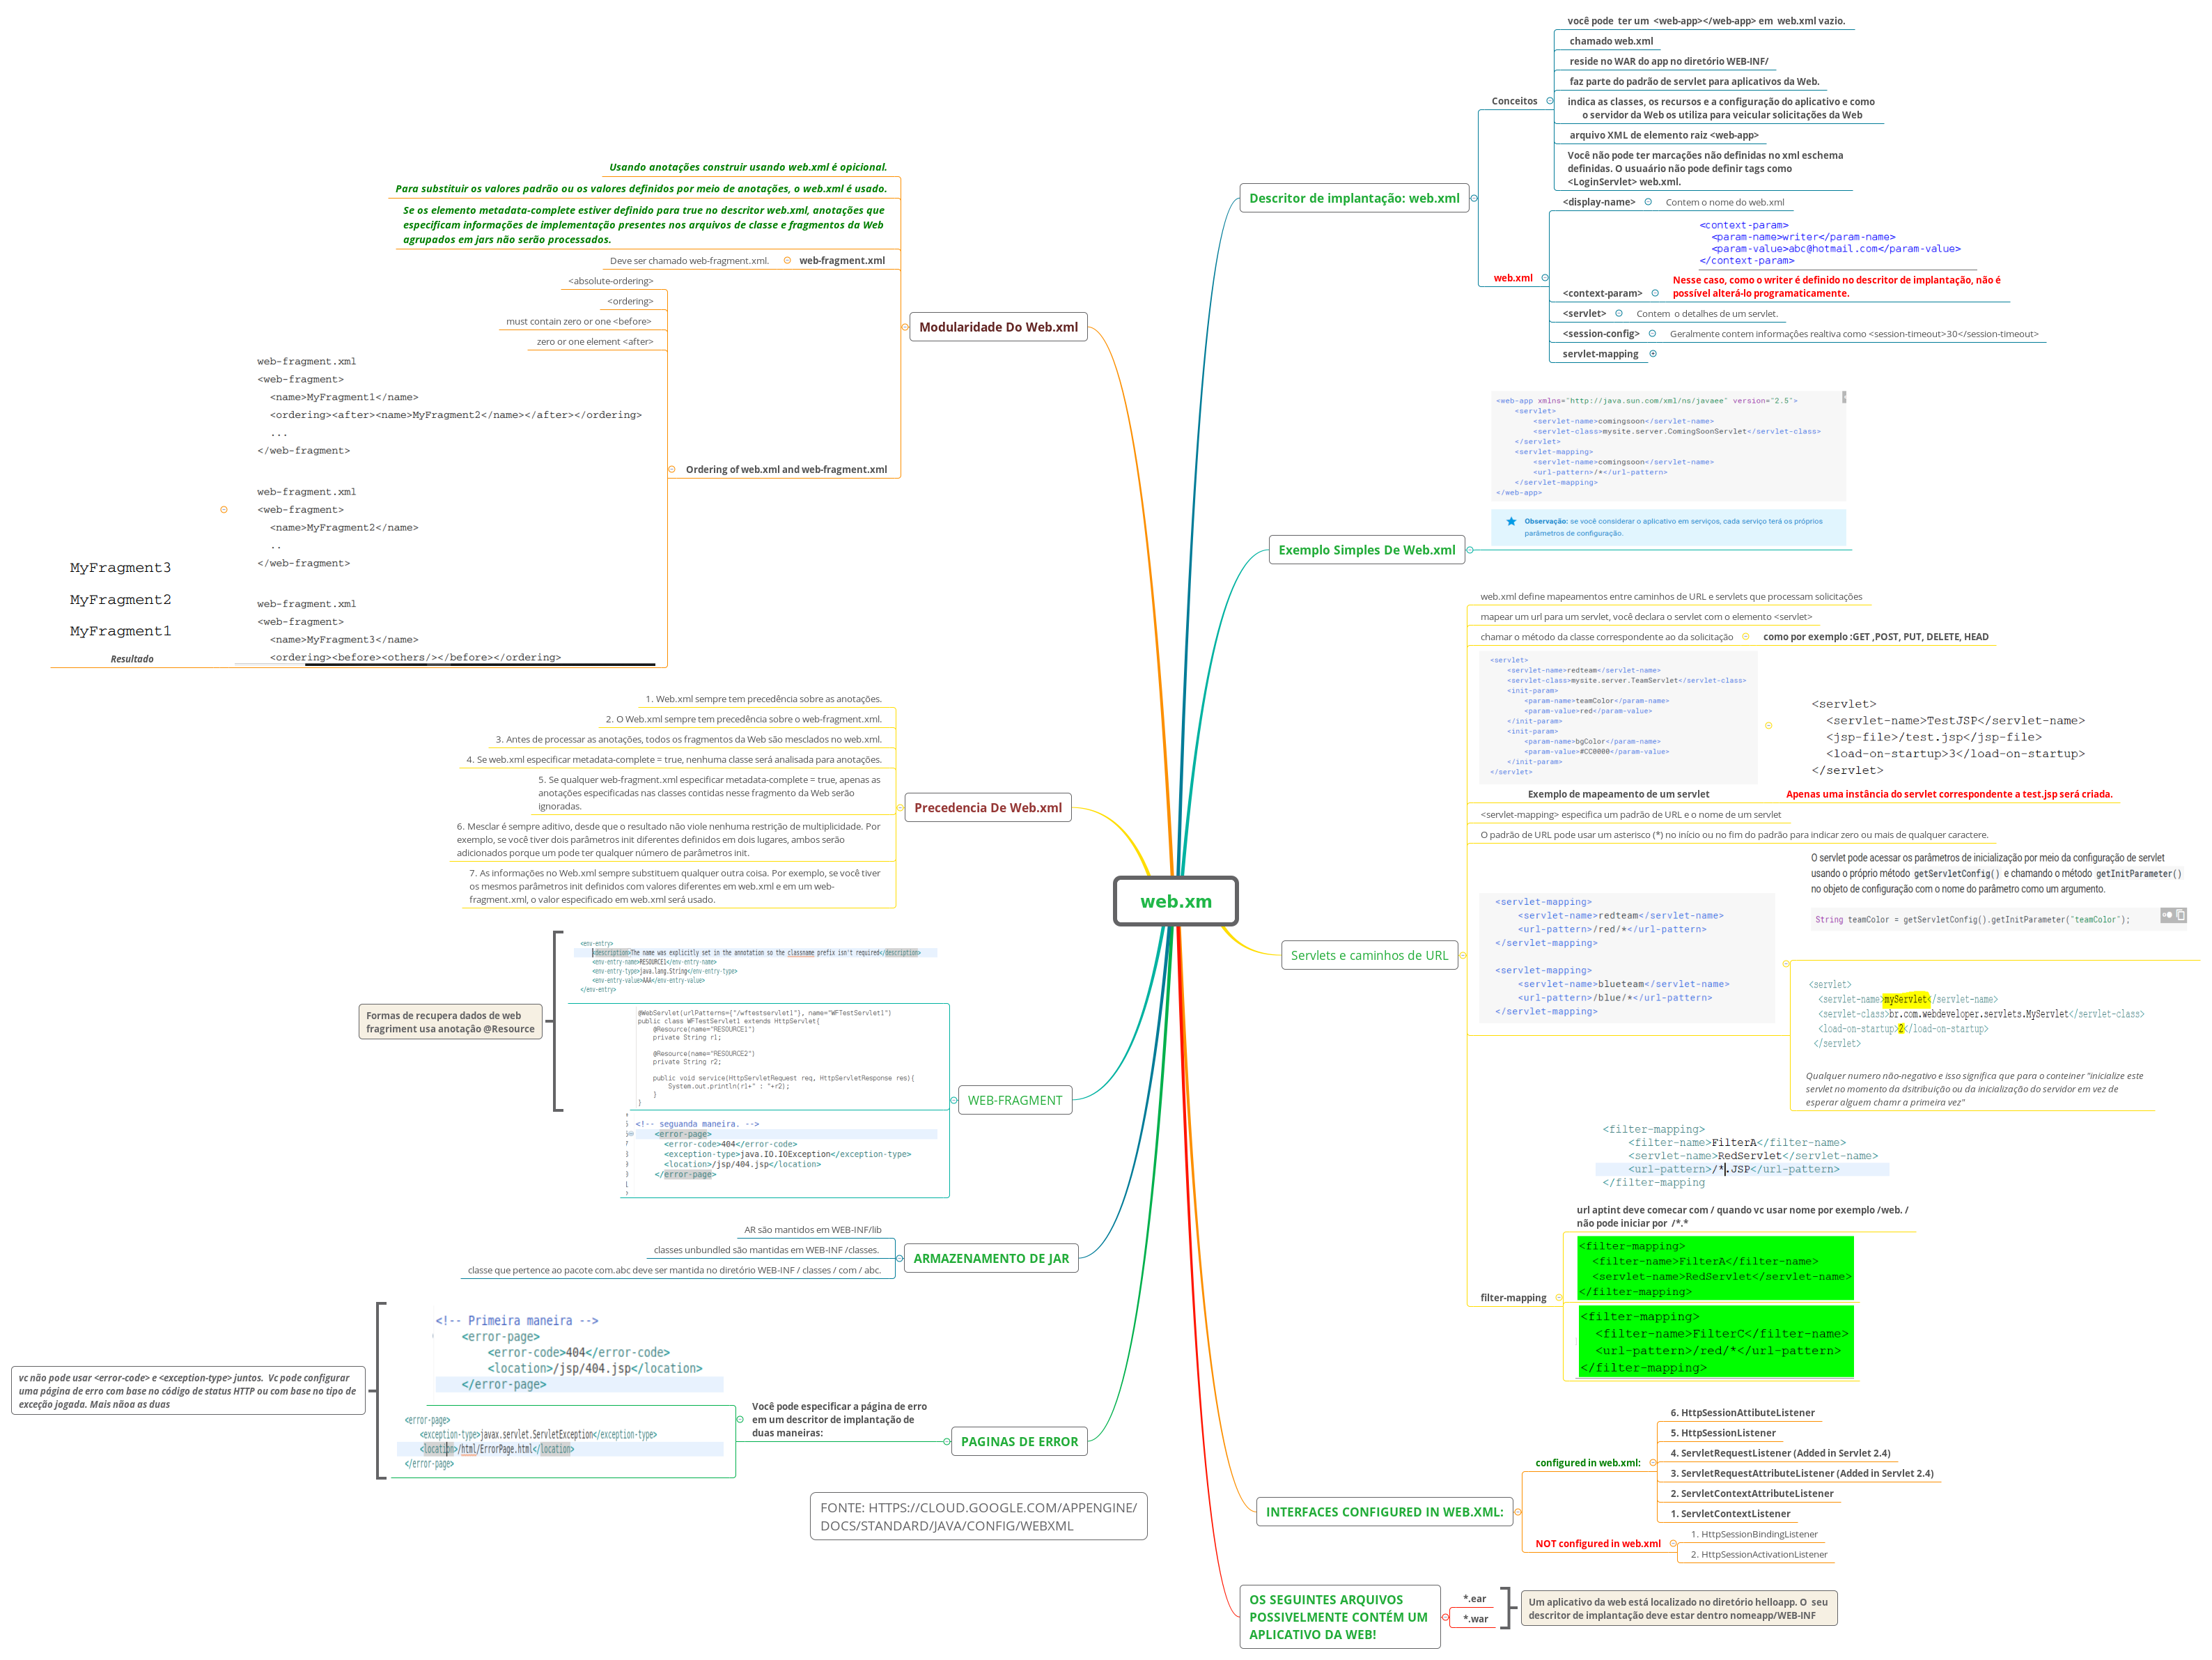 web.xm
Descritor de implantação: web.xml
Conceitos
você pode ter um <web-app></web-app> em web.xml vazio.
chamado web.xml
reside no WAR do app no diretório WEB-INF/
faz parte do padrão de servlet para aplicativos da Web.
indica as classes, os recursos e a configuração do aplicativo e como
o servidor da Web os utiliza para veicular solicitações da Web
arquivo XML de elemento raiz <web-app>
Você não pode ter marcações não definidas no xml eschema
definidas. O usuaário não pode definir tags como
<LoginServlet> web.xml.
web.xml
<display-name>
Contem o nome do web.xml
<context-param>
<context-param>
<param-name>writer</param-name>
<param-value>abc@hotmail.com</param-value>
</context-param>
Nesse caso, como o writer é definido no descritor de implantação, não é
possível alterá-lo programaticamente.
<servlet>
Contem o detalhes de um servlet.
<session-config>
Geralmente contem informações realtiva como <session-timeout>30</session-timeout>
servlet-mapping
Exemplo Simples De Web.xml
<web-app xmlns="http://java.sun.com/xml/ns/javaee" version="2.5">
<servlet>
<servlet-name>comingsoon</servlet-name>
<servlet-class>mysite.server.ComingSoonServlet</servlet-class>
</servlet>
<servlet-mapping>
<servlet-name>comingsoon</servlet-name>
<url-pattern>/*</url-pattern>
</servlet-mapping>
</web-app>
Observação: se você considerar o aplicativo em serviços, cada serviço terá os próprios
parâmetros de configuração.
Servlets e caminhos de URL
web.xml define mapeamentos entre caminhos de URL e servlets que processam solicitações
mapear um url para um servlet, você declara o servlet com o elemento <servlet>
chamar o método da classe correspondente ao da solicitação
como por exemplo :GET ,POST, PUT, DELETE, HEAD
<servlet>
<servlet-name>redteam</servlet-name>
<servlet-class>mysite.server.TeamServlet</servlet-class>
<init-param>
<param-name>teamColor</param-name>
<param-value>red</param-value>
</init-param>
<init-param>
<param-name>bgColor</param-name>
<param-value>#CC0000</param-value>
</init-param>
</servlet>
Exemplo de mapeamento de um servlet
<servlet>
<servlet-name>TestJSP</servlet-name>
<jsp-file>/test.jsp</jsp-file>
<load-on-startup>3</load-on-startup>
</servlet>
Apenas uma instância do servlet correspondente a test.jsp será criada.
<servlet-mapping> especifica um padrão de URL e o nome de um servlet
O padrão de URL pode usar um asterisco (*) no início ou no fim do padrão para indicar zero ou mais de qualquer caractere.
<servlet-mapping>
<servlet-name>redteam</servlet-name>
<url-pattern>/red/*</url-pattern>
</servlet-mapping>
<servlet-mapping>
<servlet-name>blueteam</servlet-name>
<url-pattern>/blue/*</url-pattern>
</servlet-mapping>
O servlet pode acessar os parâmetros de inicialização por meio da configuração de servlet
usando o próprio método getServletConfig() e chamando o método getInitParameter()
no objeto de configuração com o nome do parâmetro como um argumento.
String teamColor = getServletConfig().getInitParameter("teamColor");
<servlet>
<servlet-name>myServlet</servlet-name>
<servlet-class>br.com.webdeveloper.servlets.MyServlet</servlet-class>
<load-on-startup>2</load-on-startup>
</servlet>
Qualquer numero não-negativo e isso significa que para o conteiner "inicialize este
servlet no momento da dsitribuição ou da inicialização do servidor em vez de
esperar alguem chamr a primeira vez"
filter-mapping
<filter-mapping>
<filter-name>FilterA</filter-name>
<servlet-name>RedServlet</servlet-name>
<url-pattern>/*.JSP</url-pattern>
</filter-mapping
url aptint deve comecar com / quando vc usar nome por exemplo /web. /
não pode iniciar por /*.*
<filter-mapping>
<filter-name>FilterA</filter-name>
<servlet-name>RedServlet</servlet-name>
</filter-mapping>
<filter-mapping>
<filter-name>FilterC</filter-name>
<url-pattern>/red/*</url-pattern>
</filter-mapping>
INTERFACES CONFIGURED IN WEB.XML:
configured in web.xml:
6. HttpSessionAttibuteListener
5. HttpSessionListener
4. ServletRequestListener (Added in Servlet 2.4)
3. ServletRequestAttributeListener (Added in Servlet 2.4)
2. ServletContextAttributeListener
1. ServletContextListener
NOT configured in web.xml
1. HttpSessionBindingListener
2. HttpSessionActivationListener
OS SEGUINTES ARQUIVOS
POSSIVELMENTE CONTÉM UM
APLICATIVO DA WEB!
*.ear
*.war
Um aplicativo da web está localizado no diretório helloapp. O seu
descritor de implantação deve estar dentro nomeapp/WEB-INF
Modularidade Do Web.xml
Usando anotações construir usando web.xml é opicional.
Para substituir os valores padrão ou os valores definidos por meio de anotações, o web.xml é usado.
Se os elemento metadata-complete estiver definido para true no descritor web.xml, anotações que
especificam informações de implementação presentes nos arquivos de classe e fragmentos da Web
agrupados em jars não serão processados.
web-fragment.xml
Deve ser chamado web-fragment.xml.
Ordering of web.xml and web-fragment.xml
<absolute-ordering>
<ordering>
must contain zero or one <before>
zero or one element <after>
web-fragment.xml
<web-fragment>
<name>MyFragment1</name>
<ordering><after><name>MyFragment2</name></after></ordering>
...
</web-fragment>
web-fragment.xml
<web-fragment>
<name>MyFragment2</name>
..
</web-fragment>
web-fragment.xml
<web-fragment>
<name>MyFragment3</name>
<ordering><before><others/></before></ordering>
MyFragment3
MyFragment2
MyFragment1
Resultado
Precedencia De Web.xml
1. Web.xml sempre tem precedência sobre as anotações.
2. O Web.xml sempre tem precedência sobre o web-fragment.xml.
3. Antes de processar as anotações, todos os fragmentos da Web são mesclados no web.xml.
4. Se web.xml especificar metadata-complete = true, nenhuma classe será analisada para anotações.
5. Se qualquer web-fragment.xml especificar metadata-complete = true, apenas as
anotações especificadas nas classes contidas nesse fragmento da Web serão
ignoradas.
6. Mesclar é sempre aditivo, desde que o resultado não viole nenhuma restrição de multiplicidade. Por
exemplo, se você tiver dois parâmetros init diferentes definidos em dois lugares, ambos serão
adicionados porque um pode ter qualquer número de parâmetros init.
7. As informações no Web.xml sempre substituem qualquer outra coisa. Por exemplo, se você tiver
os mesmos parâmetros init definidos com valores diferentes em web.xml e em um web-
fragment.xml, o valor especificado em web.xml será usado.
WEB-FRAGMENT
Formas de recupera dados de web
fragriment usa anotação @Resource
<env-entry>
<description>The name was explicitly set in the annotation so the classname prefix isn't required</description>
<env-entry-name>RESOURCE1</env-entry-name>
<env-entry-type>java.lang.String</env-entry-type>
<env-entry-value>AAA</env-entry-value>
</env-entry>
@WebServlet(urlPatterns={"/wftestservlet1"}, name="WFTestServlet1")
public class WFTestServlet1 extends HttpServlet{
@Resource(name="RESOURCE1")
private String r1;
@Resource(name="RESOURCE2")
private String r2;
public void service(HttpServletRequest req, HttpServletResponse res){
System.out.println(r1+" : "+r2);
}
}
<!-- seguanda maneira. -->
<error-page>
<error-code>404</error-code>
<exception-type>java.IO.IOException</exception-type>
<location>/jsp/404.jsp</location>
</error-page>
ARMAZENAMENTO DE JAR
AR são mantidos em WEB-INF/lib
classes unbundled são mantidas em WEB-INF /classes.
classe que pertence ao pacote com.abc deve ser mantida no diretório WEB-INF / classes / com / abc.
PAGINAS DE ERROR
Você pode especificar a página de erro
em um descritor de implantação de
duas maneiras:
<!-- Primeira maneira -->
<error-page>
<error-code>404</error-code>
<location>/jsp/404.jsp</location>
</error-page>
<error-page>
<exception-type>javax.servlet.ServletException</exception-type>
<location>/html/ErrorPage.html</location>
</error-page>
vc não pode usar <error-code> e <exception-type> juntos. Vc pode configurar
uma página de erro com base no código de status HTTP ou com base no tipo de
exceção jogada. Mais nãoa as duas
FONTE: HTTPS://CLOUD.GOOGLE.COM/APPENGINE/
DOCS/STANDARD/JAVA/CONFIG/WEBXML